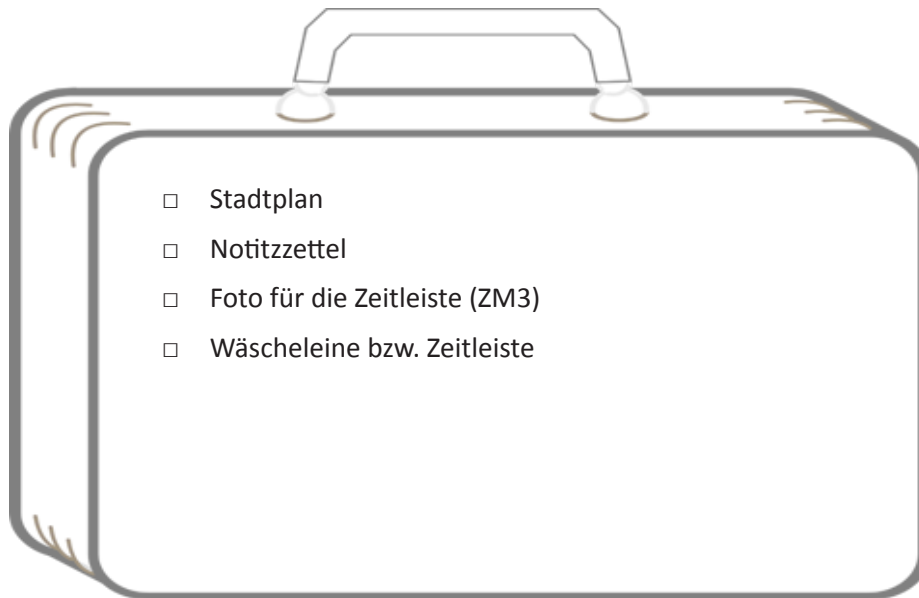 □ Stadtplan
□ Notitzzettel
□ Foto für die Zeitleiste (ZM3)
□ Wäscheleine bzw. Zeitleiste